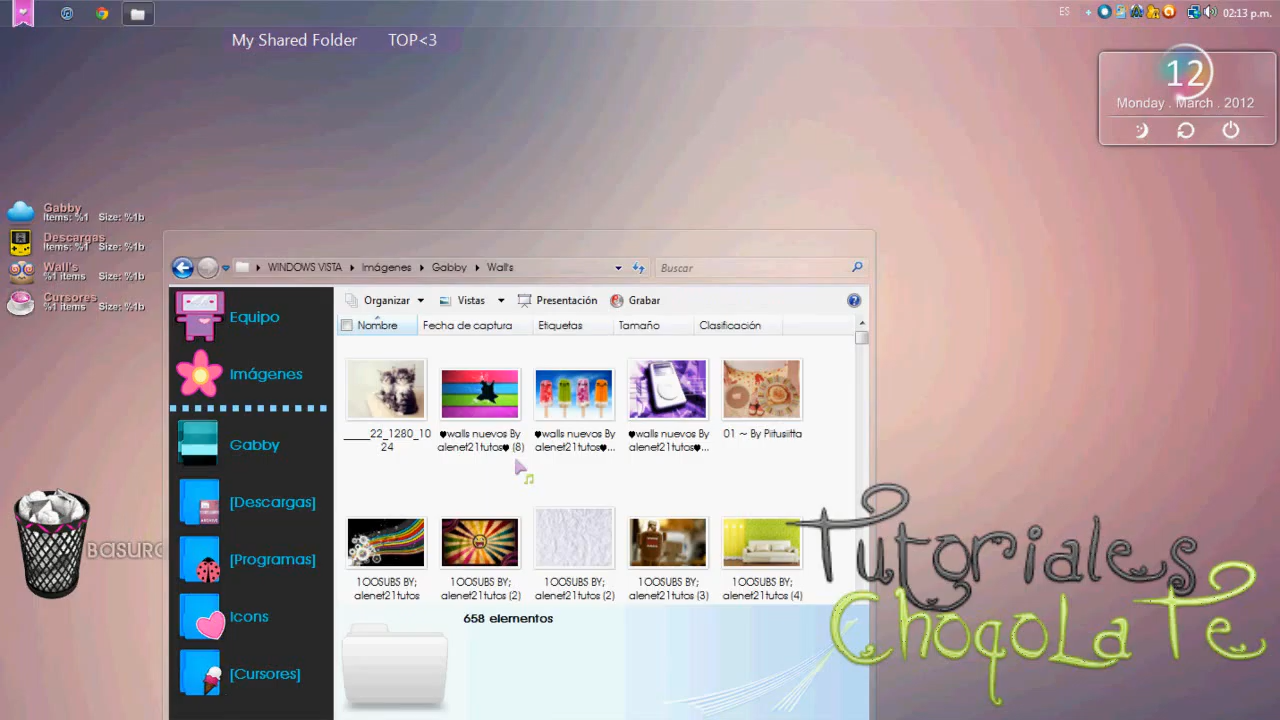 ES
02:13 p.m.
My Shared Folder
TOP<3
12
Monday . March . 2012
Gabby
Items: %1 Size: %1b
Descargas
Items: %1 Size: %1b
Wall's
%1 items Size: %1b
Cursores
%1 items Size: %1b
WINDOWS VISTA
Imágenes
Gabby
Wall's
Buscar
Organizar
Vistas
Presentación
Grabar
Nombre
Fecha de captura
Etiquetas
Tamaño
Clasificación
Equipo
Imágenes
Gabby
[Descargas]
[Programas]
Icons
[Cursores]
_____22_1280_10
24
♥walls nuevos By
alenet21tutos♥ (8)
♥walls nuevos By
alenet21tutos♥...
♥walls nuevos By
alenet21tutos♥...
01 ~ By Piitusiitta
1OOSUBS BY;
alenet21tutos
1OOSUBS BY;
alenet21tutos (2)
1OOSUBS BY;
alenet21tutos (2)
1OOSUBS BY;
alenet21tutos (3)
1OOSUBS BY;
alenet21tutos (4)
658 elementos
Tutoriales
ChoqoLaTe